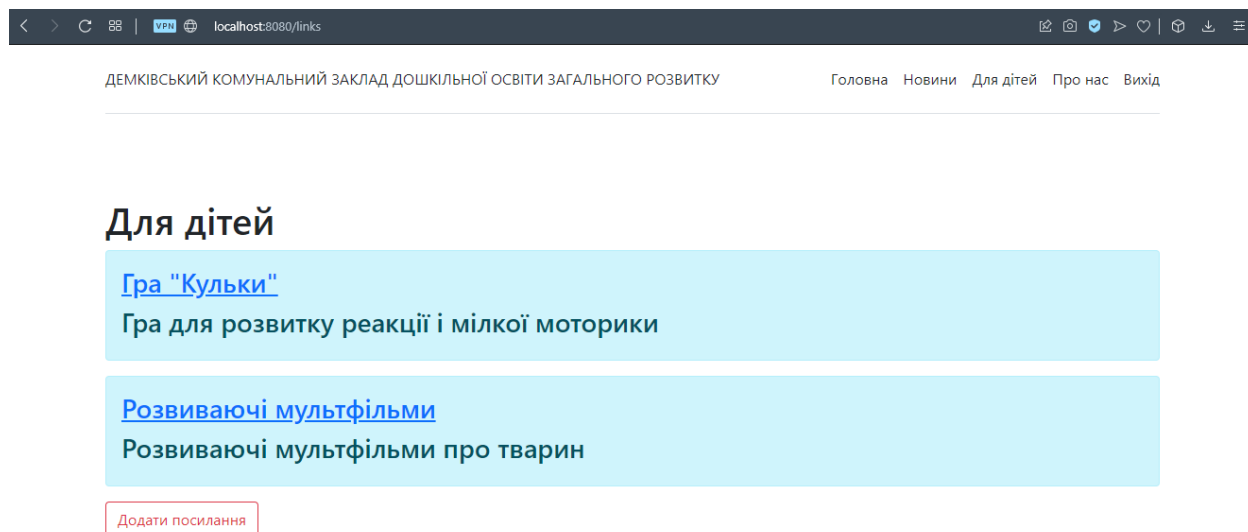 VPN localhost:8080/links
ДЕМКІВСЬКИЙ КОМУНАЛЬНИЙ ЗАКЛАД ДОШКІЛЬНОЇ ОСВІТИ ЗАГАЛЬНОГО РОЗВИТКУ Головна Новини Для дітей Про нас Вихід
Для дітей
Гра "Кульки"
Гра для розвитку реакції і мілкої моторики
Розвиваючі мультфільми
Розвиваючі мультфільми про тварин
Додати посилання